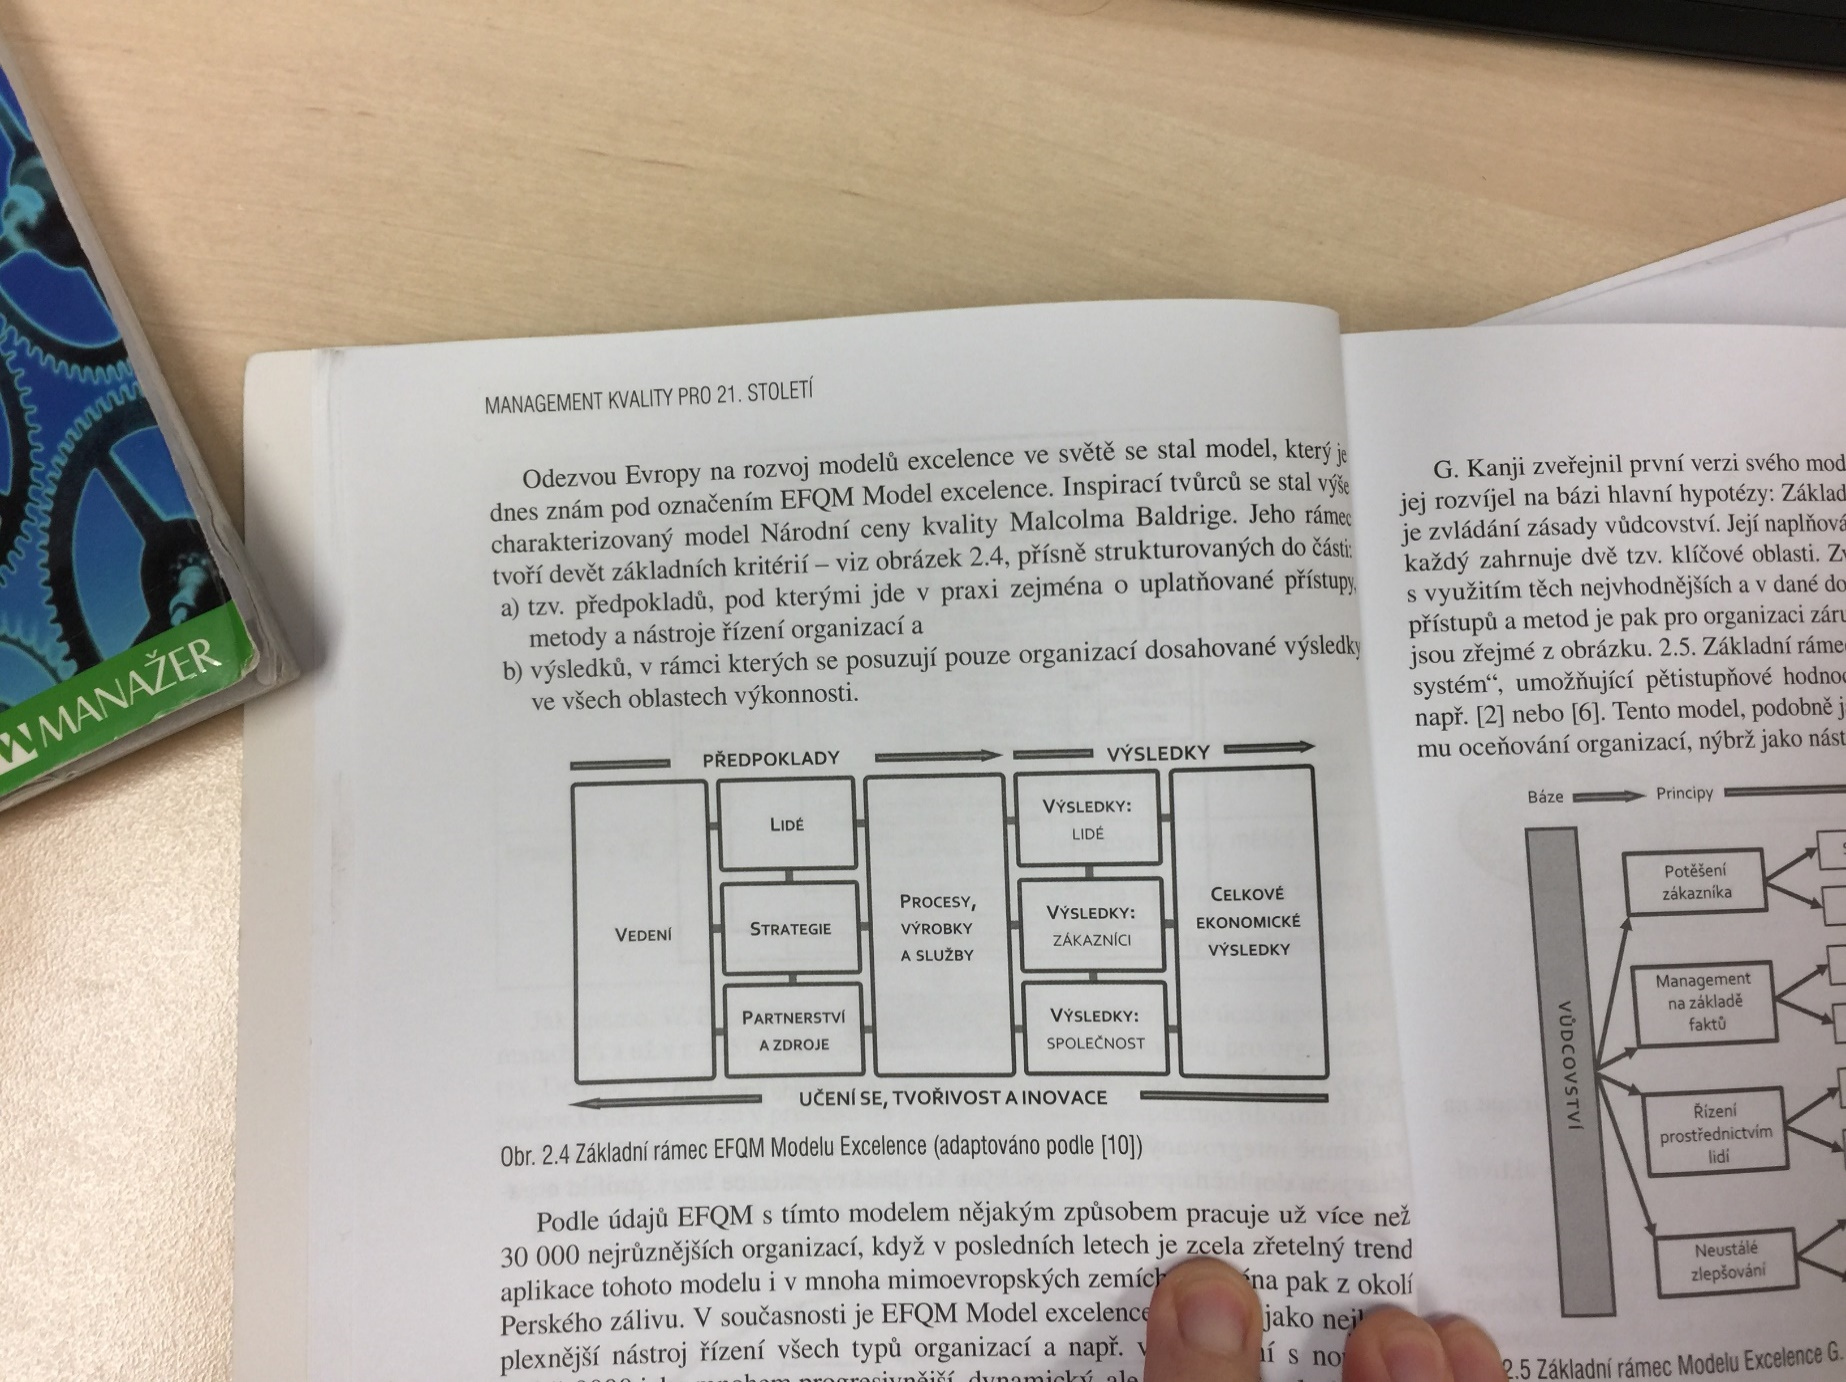 MANAŽER
MANAGEMENT KVALITY PRO 21. STOLETÍ
Odezvou Evropy na rozvoj modelů excelence ve světě se stal model, který je
dnes znám pod označením EFQM Model excelence. Inspirací tvůrců se stal výše
charakterizovaný model Národní ceny kvality Malcolma Baldrige. Jeho rámec
tvoří devět základních kritérií – viz obrázek 2.4, přísně strukturovaných do části:
a) tzv. předpokladů, pod kterými jde v praxi zejména o uplatňované přístupy,
metody a nástroje řízení organizací a
b) výsledků, v rámci kterých se posuzují pouze organizací dosahované výsledky
ve všech oblastech výkonnosti.
PŘEDPOKLADY
VÝSLEDKY
VEDENÍ
LIDÉ
STRATEGIE
PARTNERSTVÍ
A ZDROJE
PROCESY,
VÝROBKY
A SLUŽBY
VÝSLEDKY:
LIDÉ
VÝSLEDKY:
ZÁKAZNÍCI
VÝSLEDKY:
SPOLEČNOST
CELKOVÉ
EKONOMICKÉ
VÝSLEDKY
UČENÍ SE, TVOŘIVOST A INOVACE
Obr. 2.4 Základní rámec EFQM Modelu Excelence (adaptováno podle [10])
Podle údajů EFQM s tímto modelem nějakým způsobem pracuje už více než
30 000 nejrůznějších organizací, když v posledních letech je zcela zřetelný trend
aplikace tohoto modelu i v mnoha mimoevropských zemích pak z okolí
Perského zálivu. V současnosti je EFQM Model excelence jako
plexnější nástroj řízení všech typů organizací a např. s
mnohem progresivnější, dynamický ale
G. Kanji zveřejnil první verzi svého mod
jej rozvíjel na bázi hlavní hypotézy: Základ
je zvládání zásady vůdcovství. Její naplňová
každý zahrnuje dvě tzv. klíčové oblasti. Zv
s využitím těch nejvhodnějších a v dané do
přístupů a metod je pak pro organizaci záru
jsou zřejmé z obrázku. 2.5. Základní ráme
systém“, umožňující pětistupňové hodnoc
např. [2] nebo [6]. Tento model, podobně j
mu oceňování organizací, nýbrž jako nást
Báze
Principy
VŮDCOVSTVÍ
Potěšení
zákazníka
Management
na základě
faktů
Řízení
prostřednictvím
lidí
Neustálé
zlepšování
2.5 Základní rámec Modelu Excelence G.